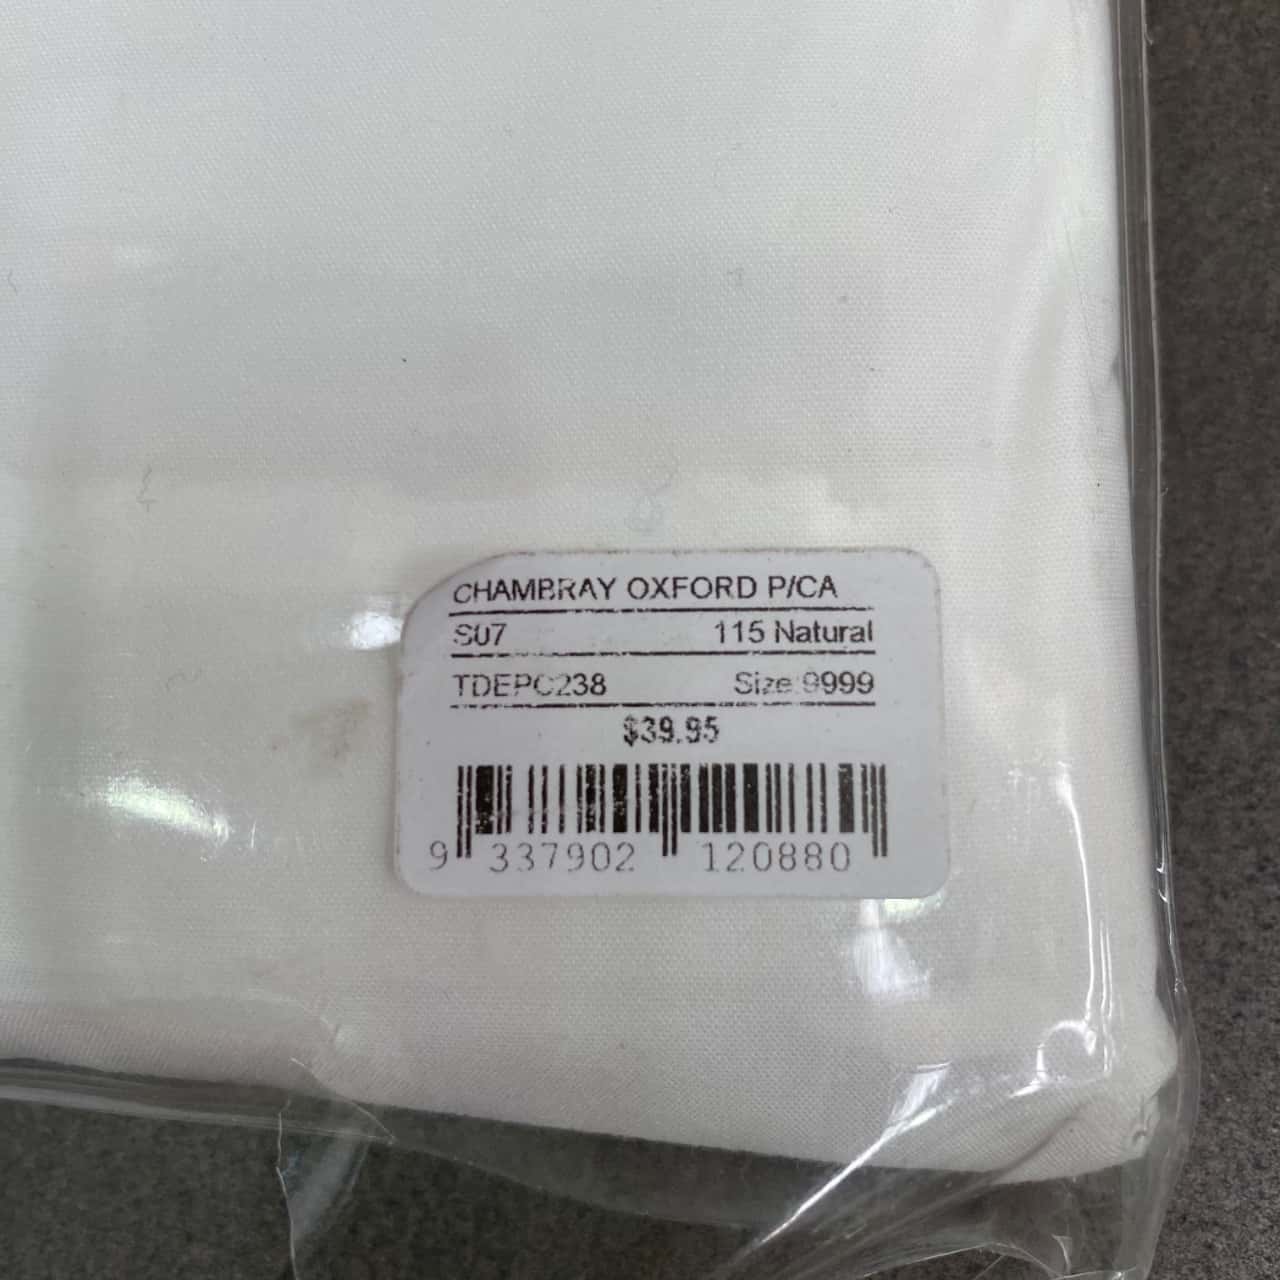 CHAMBRAY OXFORD P/CA
S07 115 Natural
TDEPC238 Size:9999
$39.95
9 337902 120880